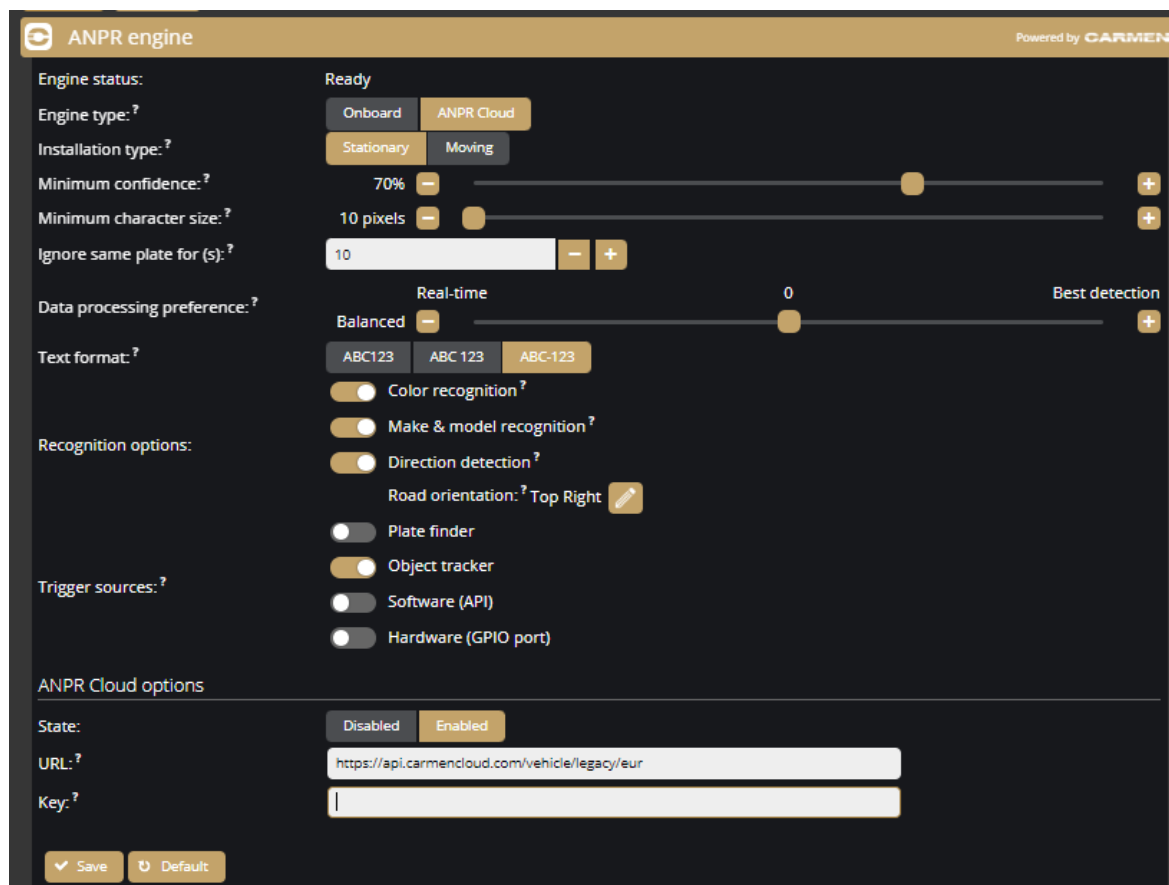 ANPR engine
Powered by CARMEN
Engine status: Ready
Engine type:? Onboard ANPR Cloud
Installation type:? Stationary Moving
Minimum confidence:? 70%
Minimum character size:? 10 pixels
Ignore same plate for (s):? 10
Real-time 0 Best detection
Data processing preference:?
Balanced
Text format:? ABC123 ABC 123 ABC-123
Color recognition?
Make & model recognition?
Recognition options:
Direction detection?
Road orientation:? Top Right
Plate finder
Object tracker
Trigger sources:?
Software (API)
Hardware (GPIO port)
ANPR Cloud options
State: Disabled Enabled
URL:? https://api.carmencloud.com/vehicle/legacy/eur
Key:?
Save Default